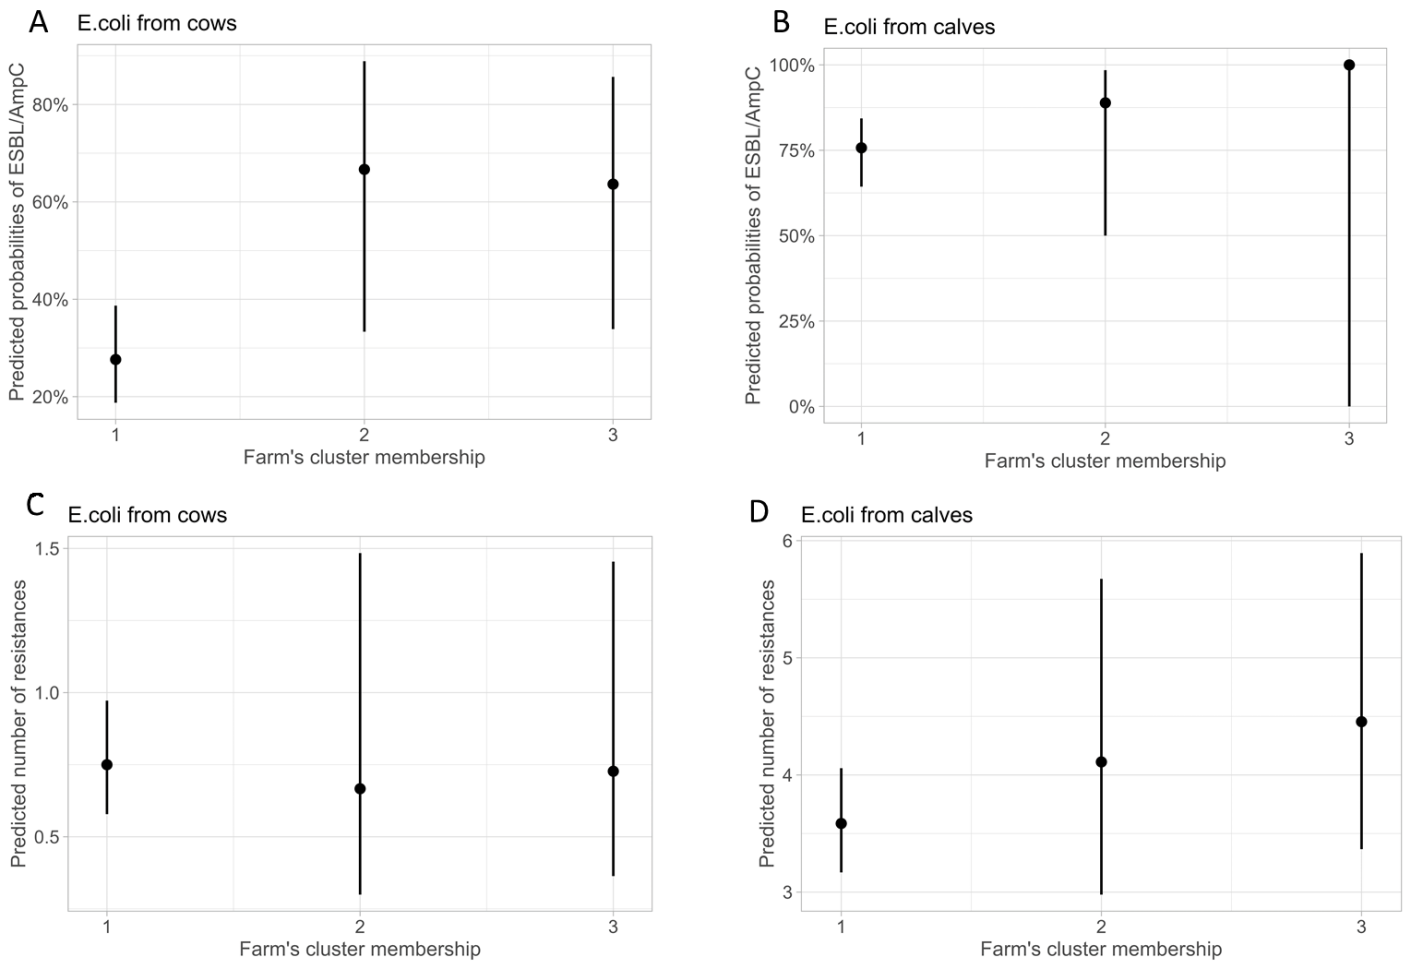 A
E.coli from cows
Predicted probabilities of ESBL/AmpC
80%
60%
40%
20%
1 2 3
Farm's cluster membership
B
E.coli from calves
Predicted probabilities of ESBL/AmpC
100%
75%
50%
25%
0%
1 2 3
Farm's cluster membership
C
E.coli from cows
Predicted number of resistances
1.5
1.0
0.5
1 2 3
Farm's cluster membership
D
E.coli from calves
Predicted number of resistances
6
5
4
3
1 2 3
Farm's cluster membership